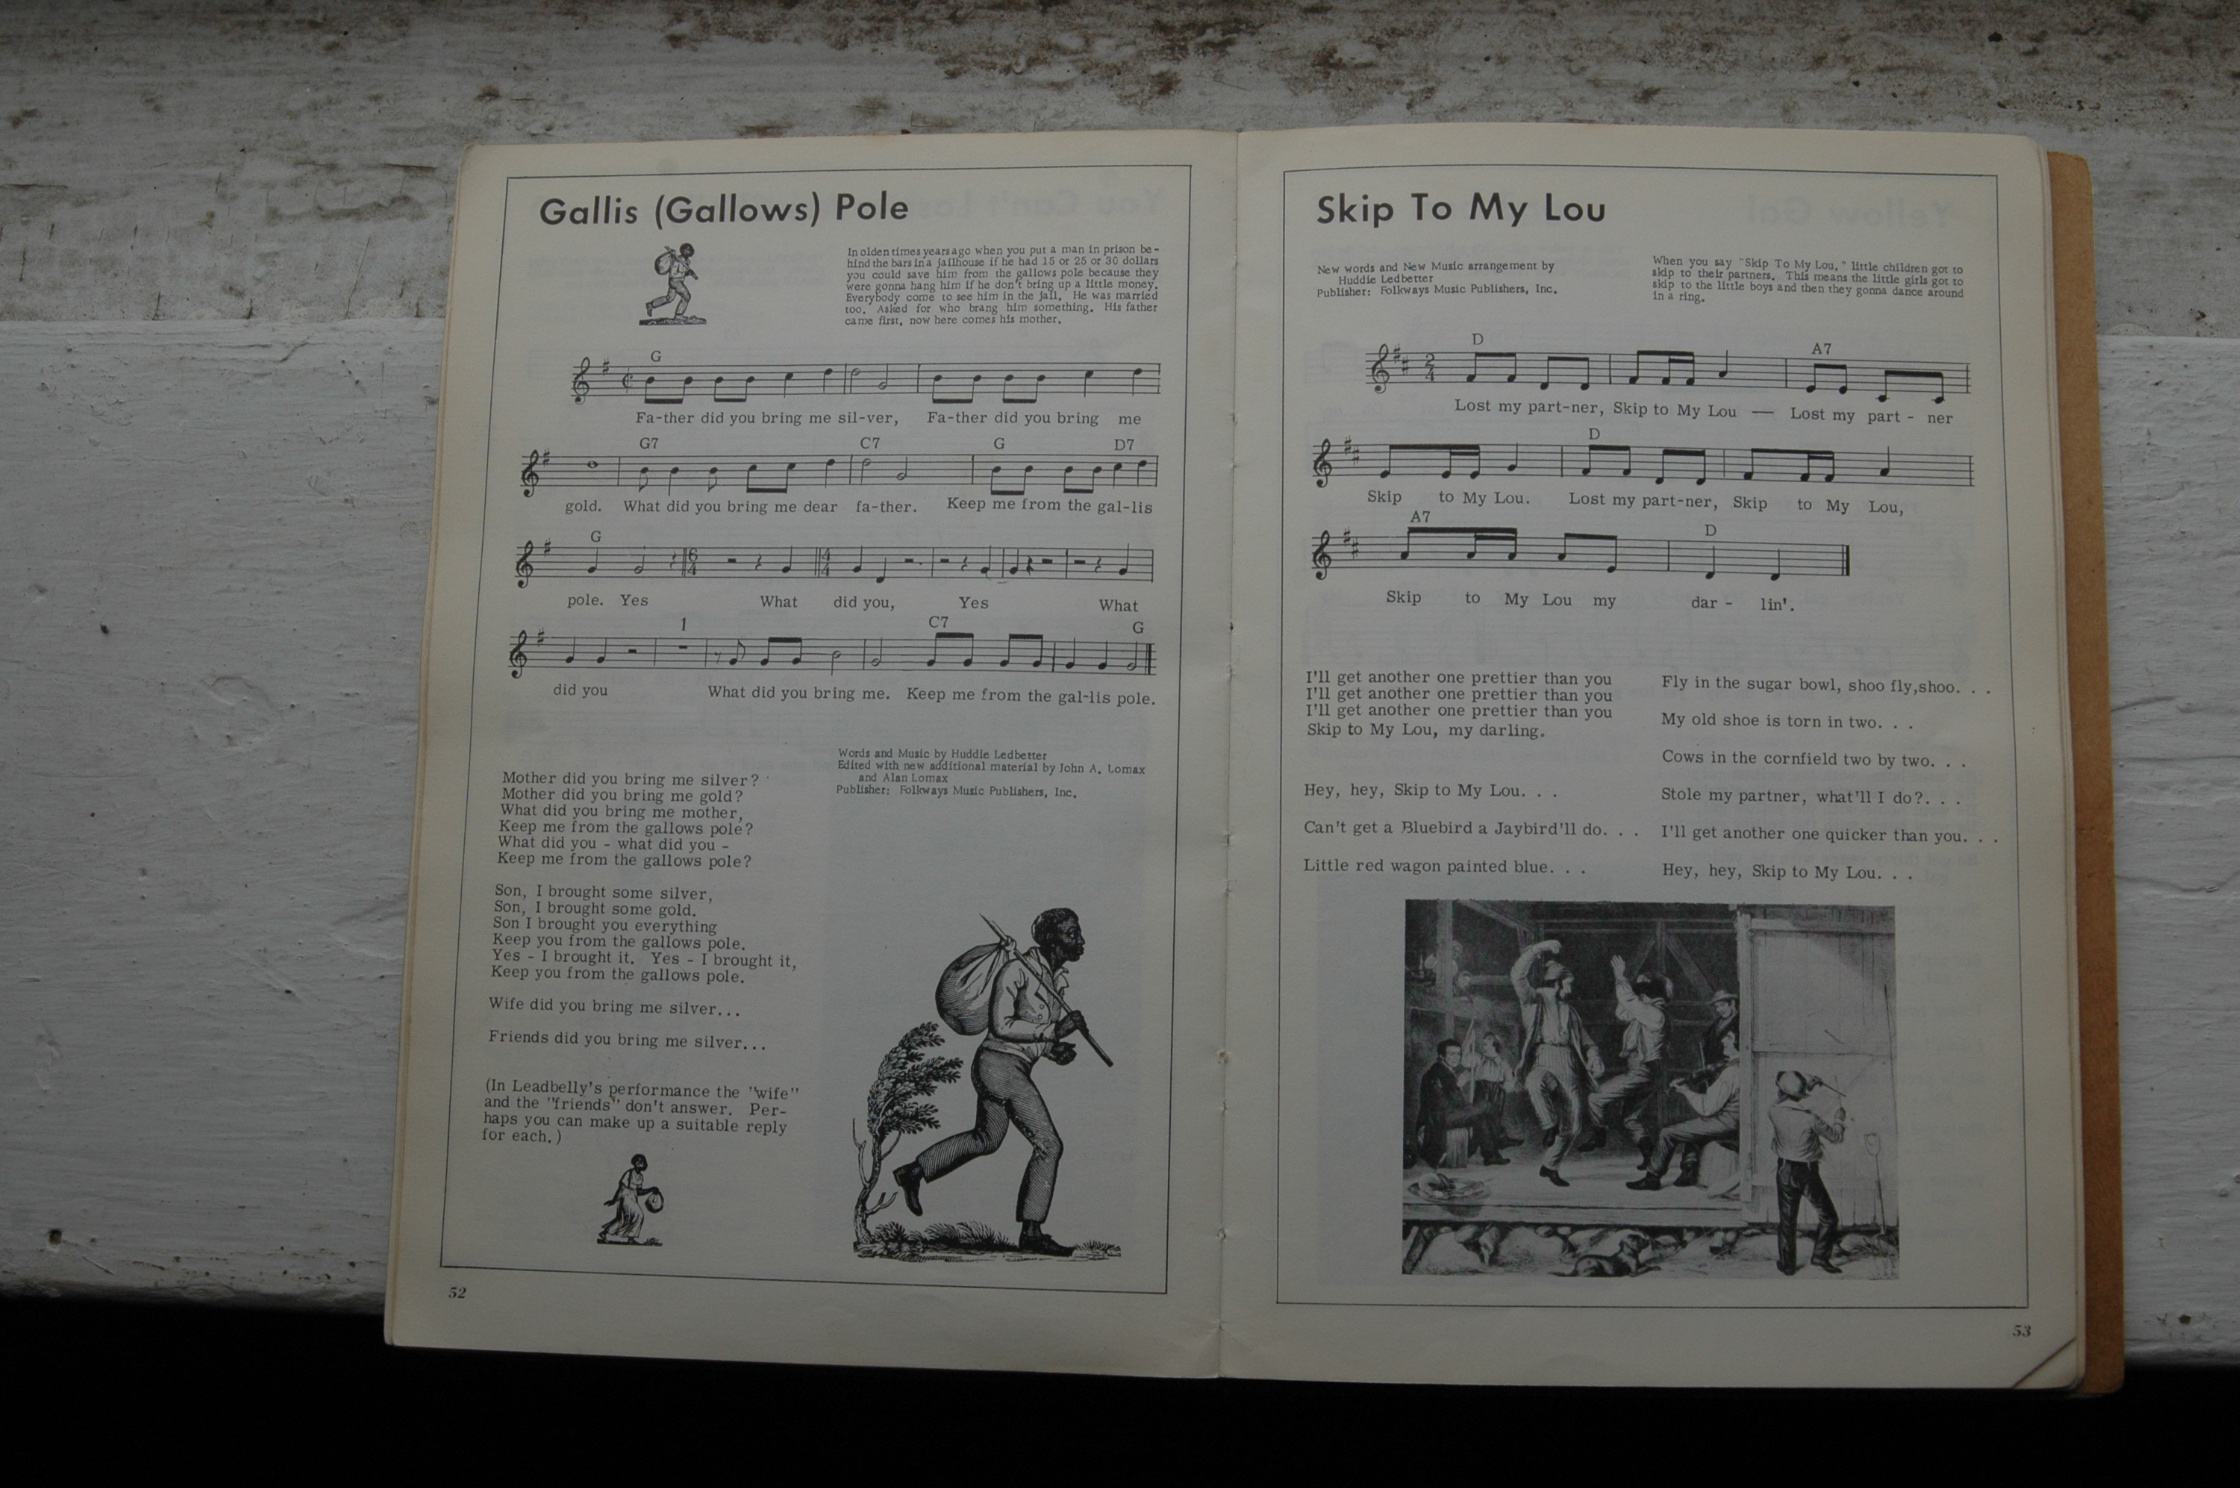 Gallis (Gallows) Pole
In olden times years ago when you put a man in prison be-
hind the bars in a jailhouse if he had 15 or 25 or 30 dollars
you could save him from the gallows pole because they
were gonna hang him if he don't bring up a little money.
Everybody come to see him in the jail. He was married
too. Asked for who brang him something. His father
came first, now here comes his mother.
G
Fa-ther did you bring me sil-ver, Fa-ther did you bring me
G7 C7 G D7
gold. What did you bring me dear fa-ther. Keep me from the gal-lis
G
6 4
4 4
pole. Yes What did you, Yes What
1 C7 G
did you What did you bring me. Keep me from the gal-lis pole.
Words and Music by Huddie Ledbetter
Edited with new additional material by John A. Lomax
and Alan Lomax
Publisher: Folkways Music Publishers, Inc.
Mother did you bring me silver?
Mother did you bring me gold?
What did you bring me mother,
Keep me from the gallows pole?
What did you - what did you -
Keep me from the gallows pole?
Son, I brought some silver,
Son, I brought some gold.
Son I brought you everything
Keep you from the gallows pole.
Yes - I brought it. Yes - I brought it,
Keep you from the gallows pole.
Wife did you bring me silver...
Friends did you bring me silver...
(In Leadbelly's performance the "wife"
and the "friends" don't answer. Per-
haps you can make up a suitable reply
for each.)
52
Skip To My Lou
New words and New Music arrangement by
Huddie Ledbetter
Publisher: Folkways Music Publishers, Inc.
When you say "Skip To My Lou," little children got to
skip to their partners. This means the little girls got to
skip to the little boys and then they gonna dance around
in a ring.
D A7
2 4
Lost my part-ner, Skip to My Lou — Lost my part - ner
D
Skip to My Lou. Lost my part-ner, Skip to My Lou,
A7 D
Skip to My Lou my dar - lin'.
I'll get another one prettier than you
I'll get another one prettier than you
I'll get another one prettier than you
Skip to My Lou, my darling.
Hey, hey, Skip to My Lou. . .
Can't get a Bluebird a Jaybird'll do. . .
Little red wagon painted blue. . .
Fly in the sugar bowl, shoo fly,shoo. . .
My old shoe is torn in two. . .
Cows in the cornfield two by two. . .
Stole my partner, what'll I do?. . .
I'll get another one quicker than you. . .
Hey, hey, Skip to My Lou. . .
53